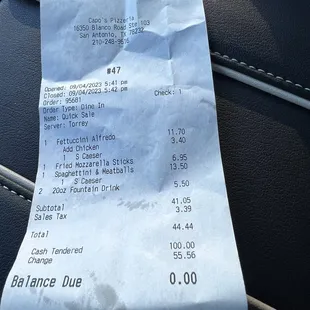 Capo's Pizzeria
16350 Blanco Road Ste 103
San Antonio, TX 78232
210-248-9616
#47
Opened: 09/04/2023 5:41 pm
Closed: 09/04/2023 5:42 pm
Order: 95681 Check: 1
Order Type: Dine In
Name: Quick Sale
Server: Torrey
1 Fettuccini Alfredo 11.70
Add Chicken 3.40
1 S Caeser
1 Fried Mozzarella Sticks 6.95
1 Spaghettini & Meatballs 13.50
1 S Caeser
2 20oz Fountain Drink 5.50
Subtotal 41.05
Sales Tax 3.39
Total 44.44
Cash Tendered 100.00
Change 55.56
Balance Due 0.00